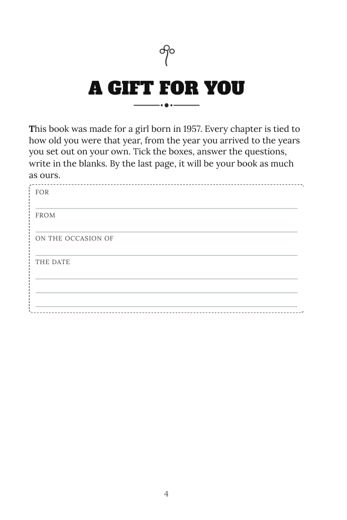 A GIFT FOR YOU
This book was made for a girl born in 1957. Every chapter is tied to
how old you were that year, from the year you arrived to the years
you set out on your own. Tick the boxes, answer the questions,
write in the blanks. By the last page, it will be your book as much
as ours.
FOR
FROM
ON THE OCCASION OF
THE DATE
4